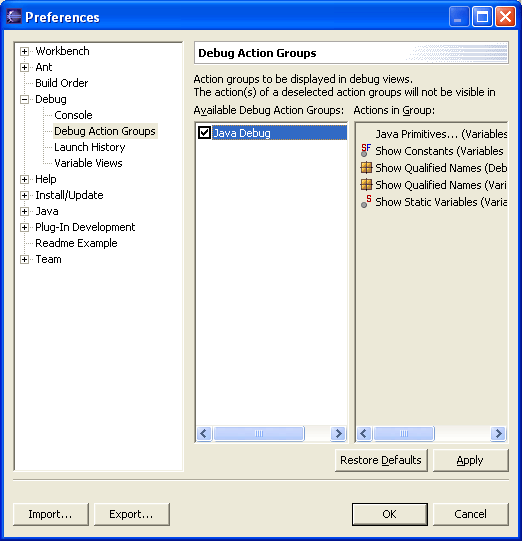 Preferences
Workbench
Ant
Build Order
Debug
Console
Debug Action Groups
Launch History
Variable Views
Help
Install/Update
Java
Plug-In Development
Readme Example
Team
Debug Action Groups
Action groups to be displayed in debug views.
The action(s) of a deselected action groups will not be visible in
Available Debug Action Groups:
Java Debug
Actions in Group:
Java Primitives... (Variables
Show Constants (Variables
Show Qualified Names (Deb
Show Qualified Names (Vari
Show Static Variables (Varia
Restore Defaults
Apply
Import...
Export...
OK
Cancel